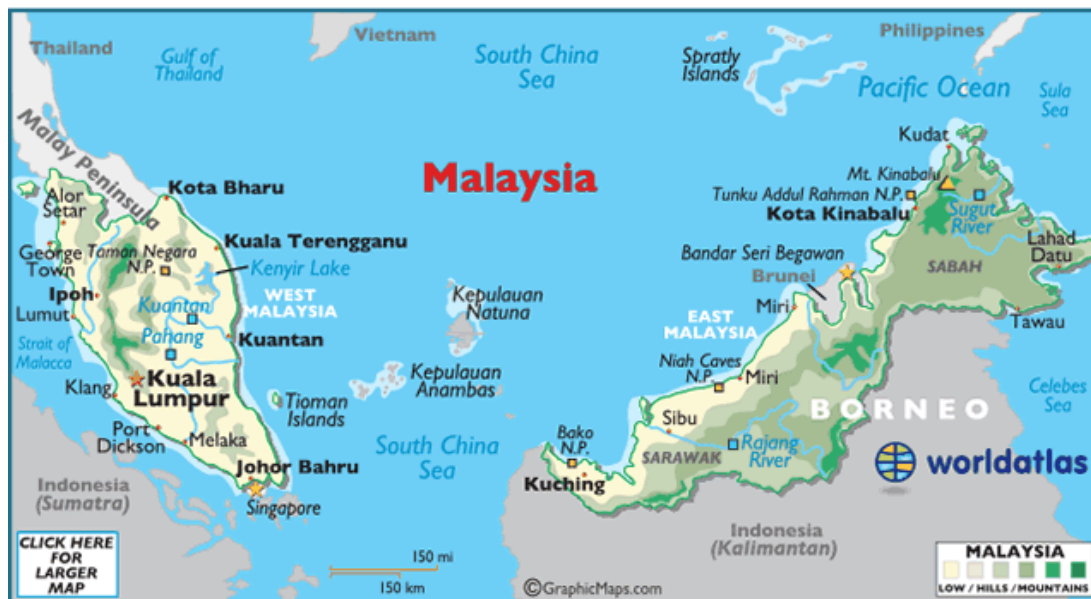 Thailand
Vietnam
Philippines
Gulf of
Thailand
South China
Sea
Spratly
Islands
Pacific Ocean
Sula
Sea
Malay Peninsula
Malaysia
Kudat
Mt. Kinabalu
Tunku Addul Rahman N.P.
Kota Kinabalu
Sugut
River
Alor
Setar
Kota Bharu
George
Town
Taman Negara
N.P.
Kuala Terengganu
Kenyir Lake
Bandar Seri Begawan
Brunei
SABAH
Lahad
Datu
Ipoh
Lumut
Kuantan
WEST
MALAYSIA
Kepulauan
Natuna
EAST
MALAYSIA
Miri
Tawau
Strait of
Malacca
Pahang
Kuantan
Niah Caves
N.P.
Miri
Klang
Kuala
Lumpur
Tioman
Islands
Kepulauan
Anambas
Celebes
Sea
Port
Dickson
Melaka
South China
Sea
Sibu
BORNEO
Bako
N.P.
SARAWAK
Rajang
River
worldatlas
Johor Bahru
Singapore
Kuching
Indonesia
(Sumatra)
Indonesia
(Kalimantan)
CLICK HERE
FOR
LARGER
MAP
150 mi
150 km
©GraphicMaps.com
MALAYSIA
LOW / HILLS / MOUNTAINS